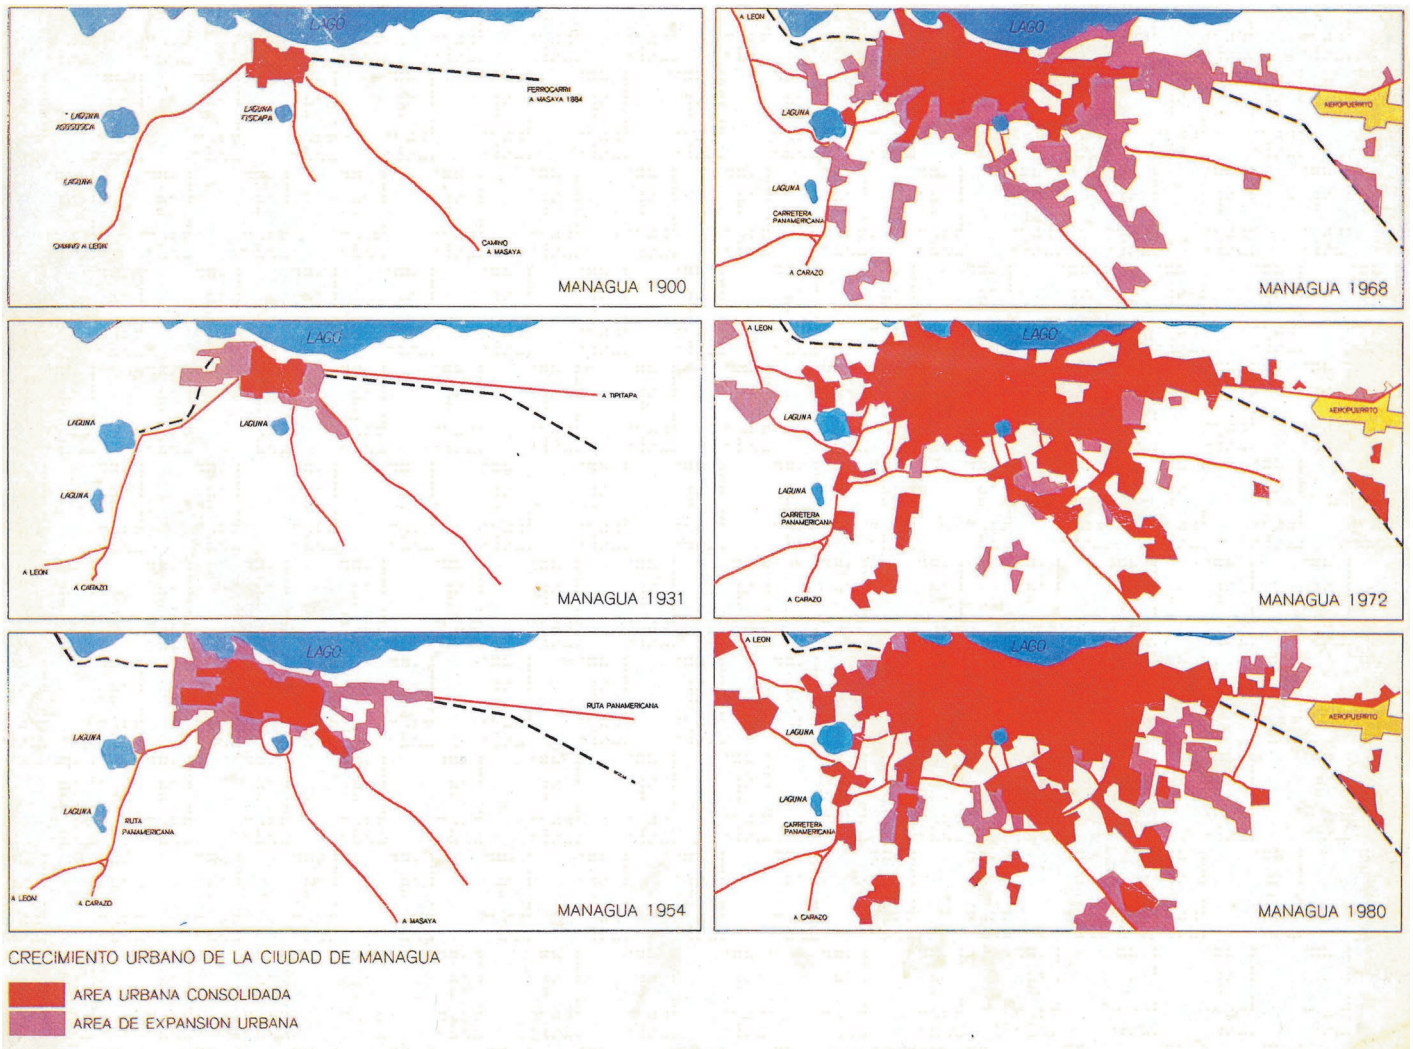 LAGO
LAGUNA
ASOSOSCA
LAGUNA
TISCAPA
LAGUNA
FERROCARRIL
A MASAYA 1884
CAMINO A LEON
CAMINO
A MASAYA
MANAGUA 1900
LAGO
LAGUNA
LAGUNA
LAGUNA
A TIPITAPA
A LEON
A CARAZO
MANAGUA 1931
LAGO
LAGUNA
LAGUNA
RUTA
PANAMERICANA
RUTA PANAMERICANA
A LEON
A CARAZO
A MASAYA
MANAGUA 1954
A LEON
LAGO
LAGUNA
AEROPUERTO
LAGUNA
CARRETERA
PANAMERICANA
A CARAZO
MANAGUA 1968
A LEON
LAGO
LAGUNA
AEROPUERTO
LAGUNA
CARRETERA
PANAMERICANA
A CARAZO
MANAGUA 1972
A LEON
LAGO
LAGUNA
AEROPUERTO
LAGUNA
CARRETERA
PANAMERICANA
A CARAZO
MANAGUA 1980
CRECIMIENTO URBANO DE LA CIUDAD DE MANAGUA
AREA URBANA CONSOLIDADA
AREA DE EXPANSION URBANA